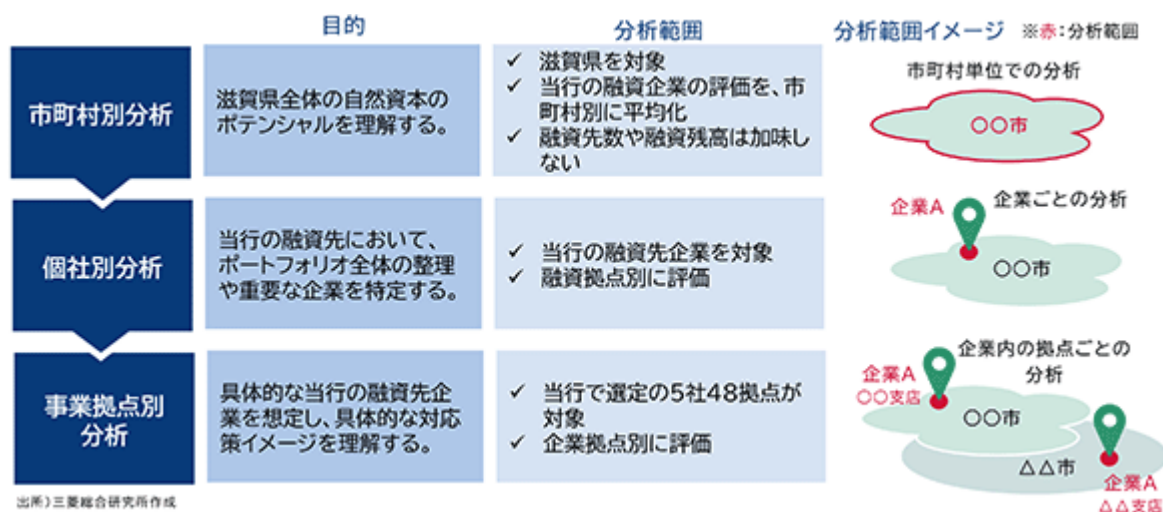 目的
分析範囲
分析範囲イメージ ※赤:分析範囲
市町村別分析
滋賀県全体の自然資本の
ポテンシャルを理解する。
✓ 滋賀県を対象
✓ 当行の融資企業の評価を、市
町村別に平均化
✓ 融資先数や融資残高は加味し
ない
市町村単位での分析
〇〇市
個社別分析
当行の融資先において、
ポートフォリオ全体の整理
や重要な企業を特定する。
✓ 当行の融資先企業を対象
✓ 融資拠点別に評価
企業ごとの分析
企業A
〇〇市
事業拠点別
分析
具体的な当行の融資先企
業を想定し、具体的な対応
策イメージを理解する。
✓ 当行で選定の5社48拠点が
対象
✓ 企業拠点別に評価
企業内の拠点ごとの
分析
企業A
〇〇支店
〇〇市
△△市
企業A
△△支店
出所)三菱総合研究所作成